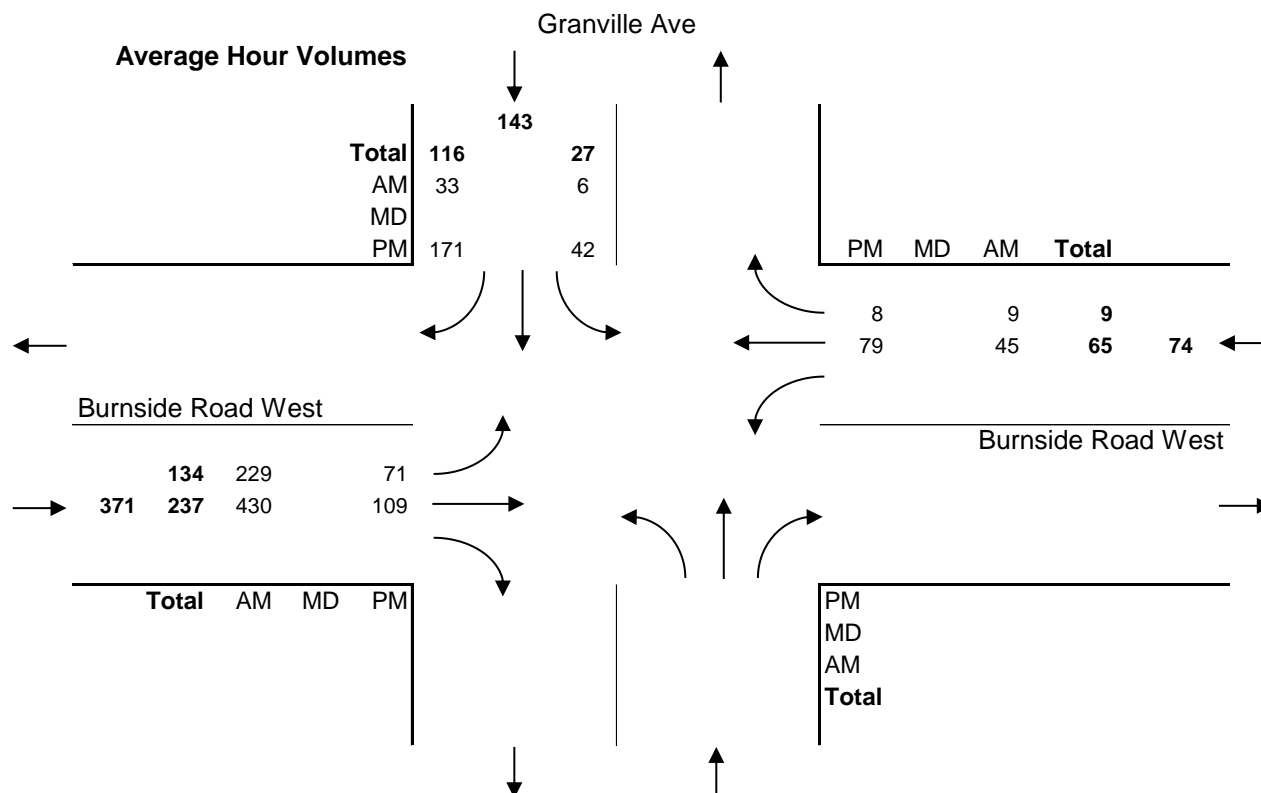 Granville Ave
Average Hour Volumes
143
Total 116 27
AM 33 6
MD
PM 171 42
PM MD AM Total
8 9 9
79 45 65 74
Burnside Road West
Burnside Road West
134 229 71
371 237 430 109
Total AM MD PM
PM
MD
AM
Total